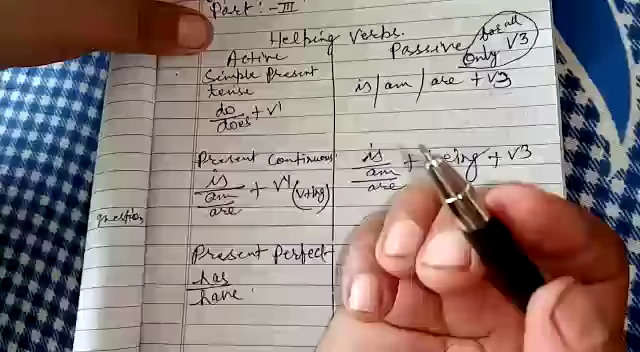 Part :- III
Helping Verbs.
Active
Passive
for all
Only V3
Simple Present
tense
is / am / are + V3
do
does + V1
Present Continuous
is
am
are
+ V1 (V+ing)
is
am
are
+ being + V3
question
Present Perfect
has
have